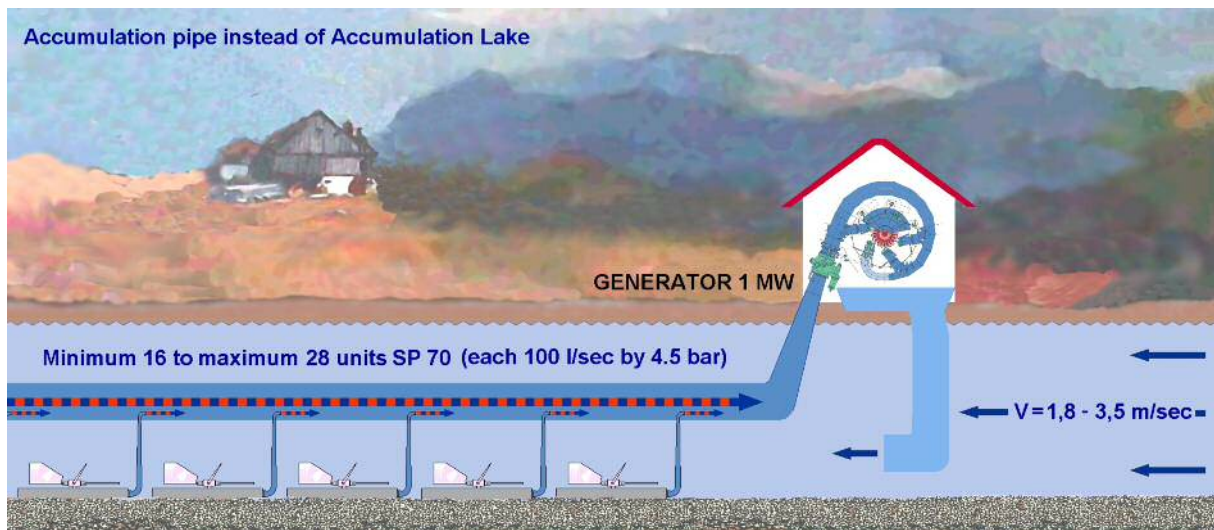 Accumulation pipe instead of Accumulation Lake
GENERATOR 1 MW
Minimum 16 to maximum 28 units SP 70 (each 100 l/sec by 4.5 bar)
V=1,8 - 3,5 m/sec